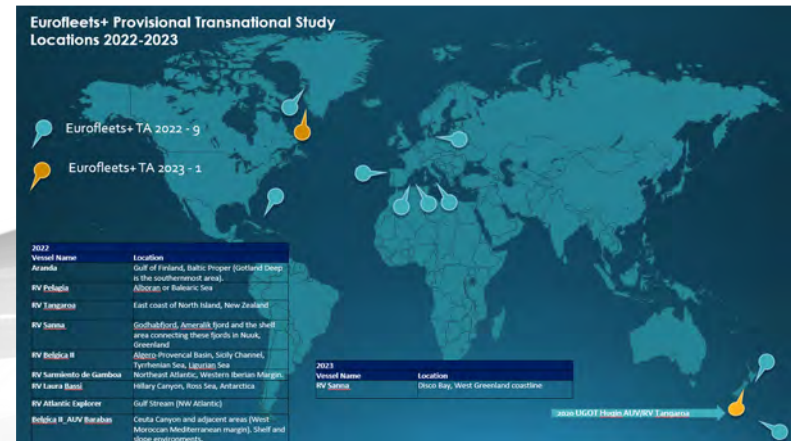 Eurofleets+ Provisional Transnational Study
Locations 2022-2023
Eurofleets+ TA 2022 - 9
Eurofleets+ TA 2023 - 1
2022
Vessel Name Location
Aranda Gulf of Finland, Baltic Proper (Gotland Deep
is the southernmost area).
RV Pelagia Alboran or Balearic Sea
RV Tangaroa East coast of North Island, New Zealand
RV Sanna Godhabfjord, Ameralik fjord and the shelf
area connecting these fjords in Nuuk,
Greenland
RV Belgica II Algero-Provencal Basin, Sicily Channel,
Tyrrhenian Sea, Ligurian Sea
RV Sarmiento de Gamboa Northeast Atlantic, Western Iberian Margin.
RV Laura Bassi Hillary Canyon, Ross Sea, Antarctica
RV Atlantic Explorer Gulf Stream (NW Atlantic)
Belgica II_AUV Barabas Ceuta Canyon and adjacent areas (West
Moroccan Mediterranean margin). Shelf and
slope environments.
2023
Vessel Name Location
RV Sanna Disco Bay, West Greenland coastline
2020 UGOT Hugin AUV/RV Tangaroa